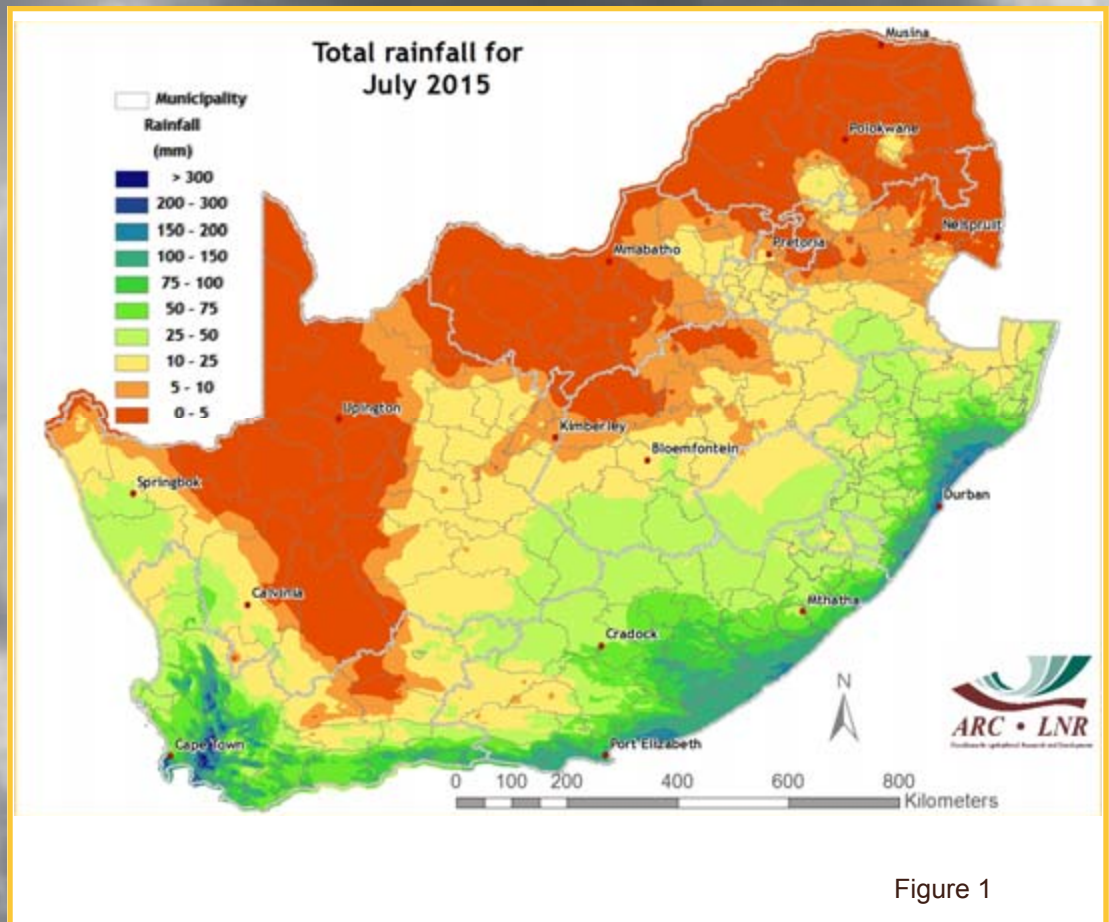 Total rainfall for
July 2015
Municipality
Rainfall
(mm)
> 300
200 - 300
150 - 200
100 - 150
75 - 100
50 - 75
25 - 50
10 - 25
5 - 10
0 - 5
Musina
Polokwane
Nelspruit
Pretoria
Mmabatho
Upington
Kimberley
Bloemfontein
Springbok
Durban
Calvinia
Mthatha
Cradock
Cape Town
Port Elizabeth
N
ARC • LNR
0 100 200 400 600 800
Kilometers
Figure 1